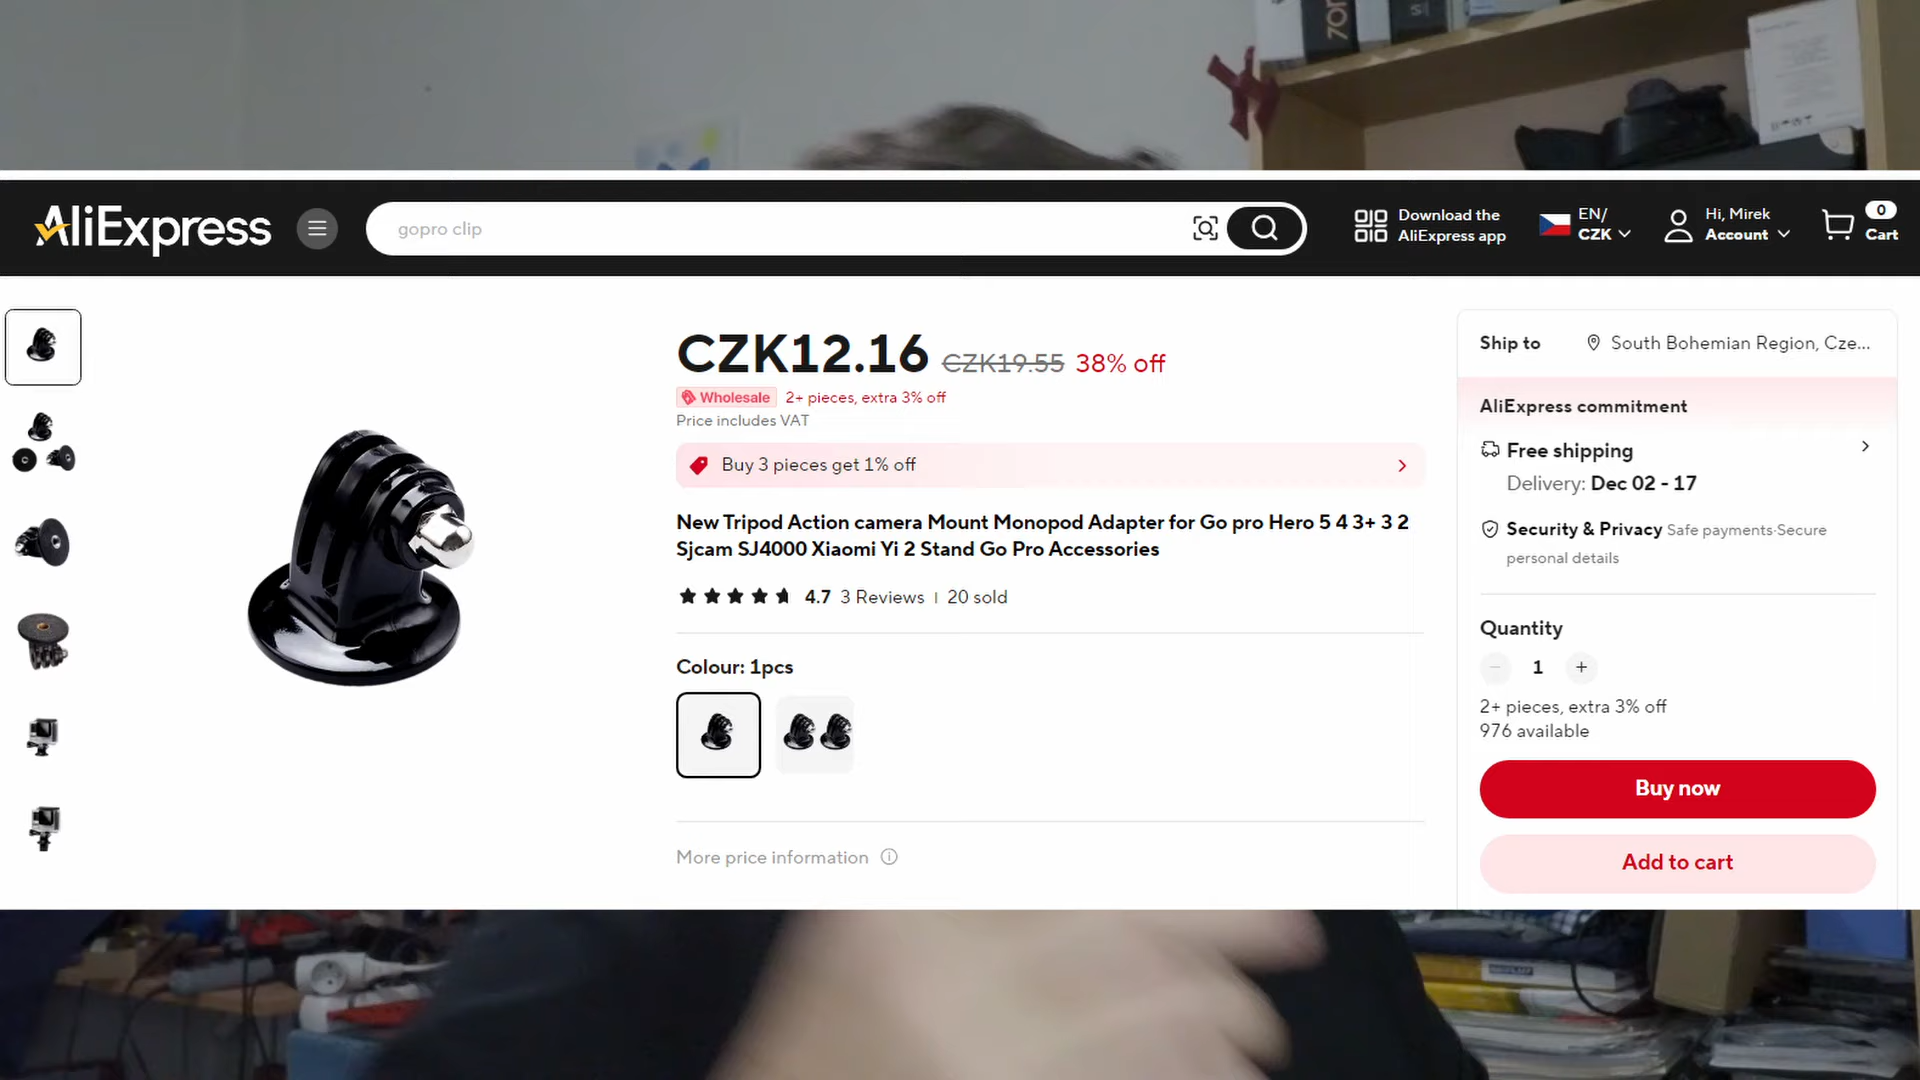 AliExpress
gopro clip
Download the
AliExpress app
EN/
CZK
Hi, Mirek
Account
0
Cart
CZK12.16 CZK19.55 38% off
Wholesale 2+ pieces, extra 3% off
Price includes VAT
Buy 3 pieces get 1% off
New Tripod Action camera Mount Monopod Adapter for Go pro Hero 5 4 3+ 3 2
Sjcam SJ4000 Xiaomi Yi 2 Stand Go Pro Accessories
4.7 3 Reviews | 20 sold
Colour: 1pcs
More price information
Ship to South Bohemian Region, Cze...
AliExpress commitment
Free shipping
Delivery: Dec 02 - 17
Security & Privacy Safe payments·Secure
personal details
Quantity
1
2+ pieces, extra 3% off
976 available
Buy now
Add to cart